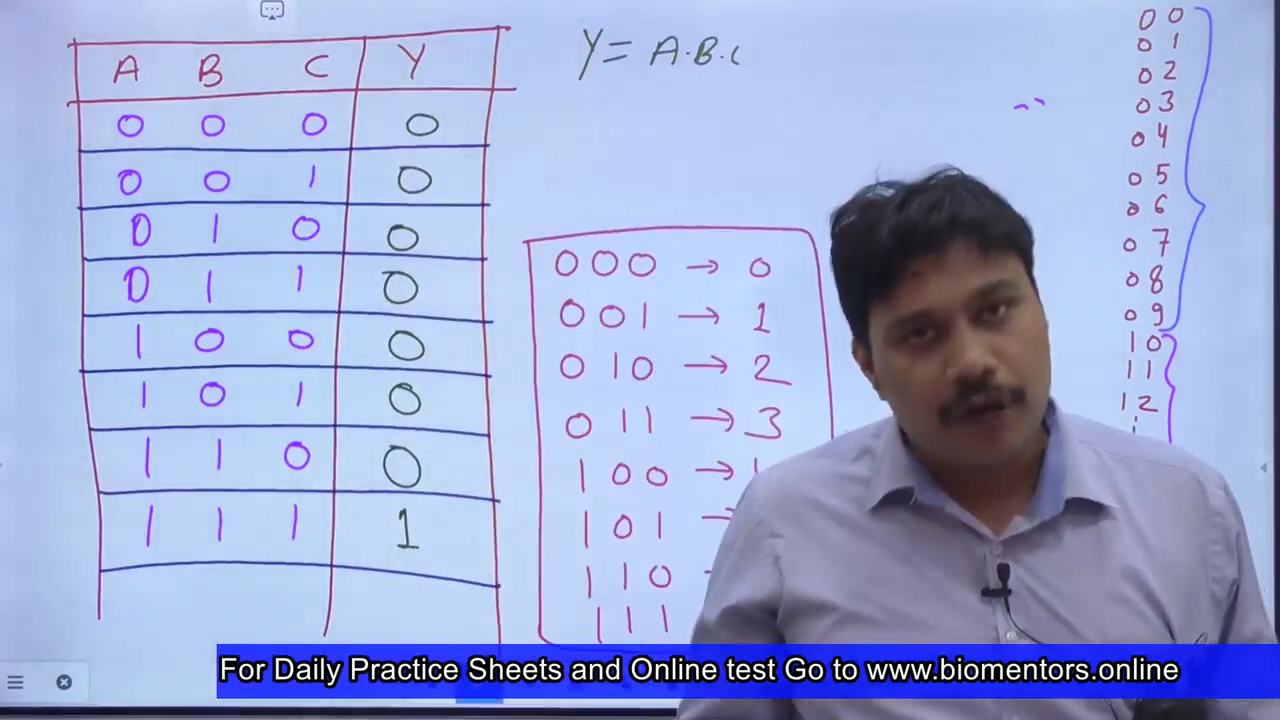 A B C Y
0 0 0 0
0 0 1 0
0 1 0 0
0 1 1 0
1 0 0 0
1 0 1 0
1 1 0 0
1 1 1 1
Y = A·B·C
000 → 0
001 → 1
010 → 2
011 → 3
100 →
101 →
110
111
00
01
02
03
04
05
06
07
08
09
10
11
12
For Daily Practice Sheets and Online test Go to www.biomentors.online